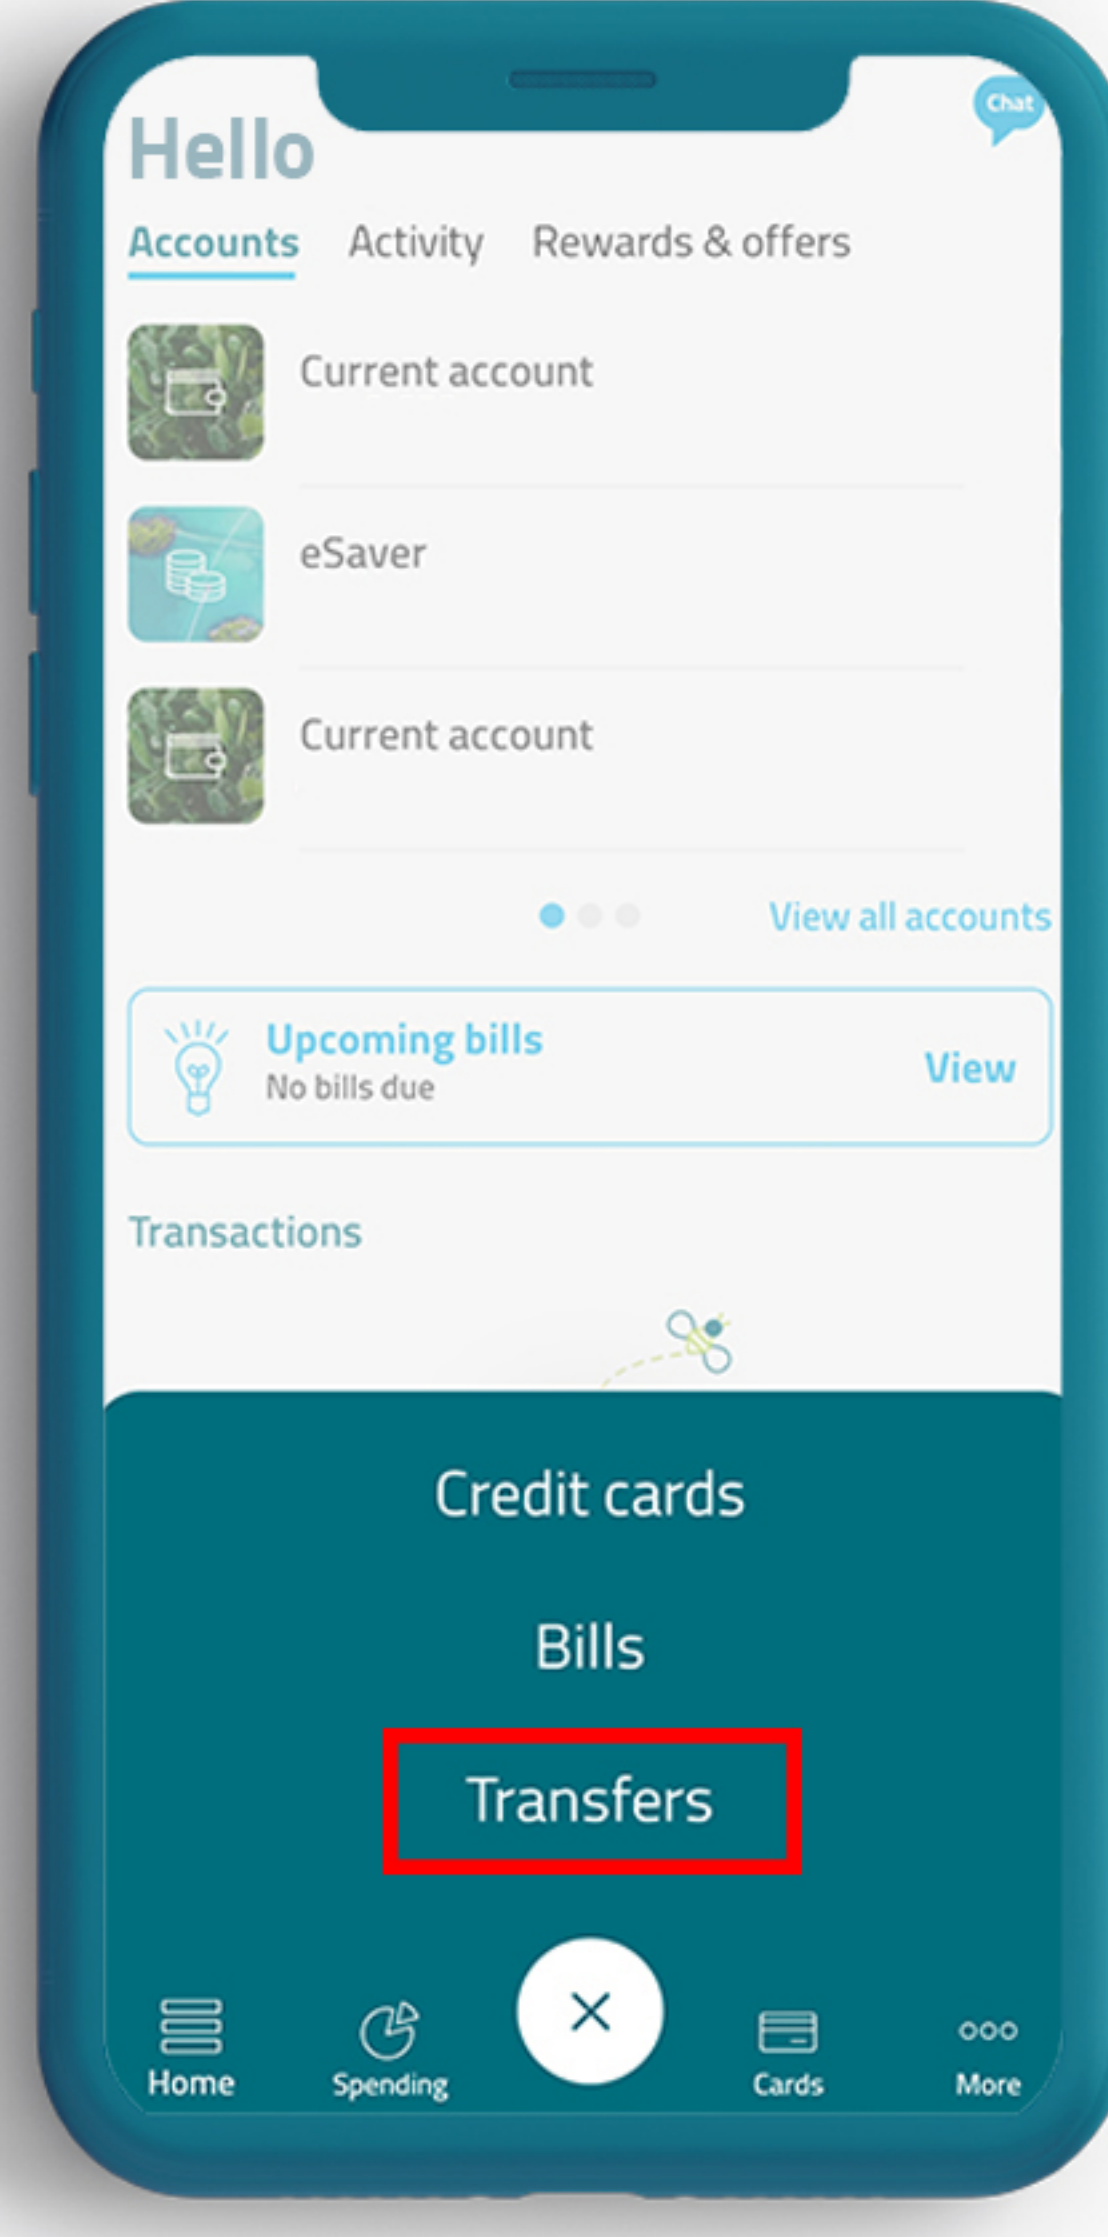 Chat
Hello
Accounts Activity Rewards & offers
Current account
eSaver
Current account
View all accounts
Upcoming bills
No bills due
View
Transactions
Credit cards
Bills
Transfers
Home Spending Cards More